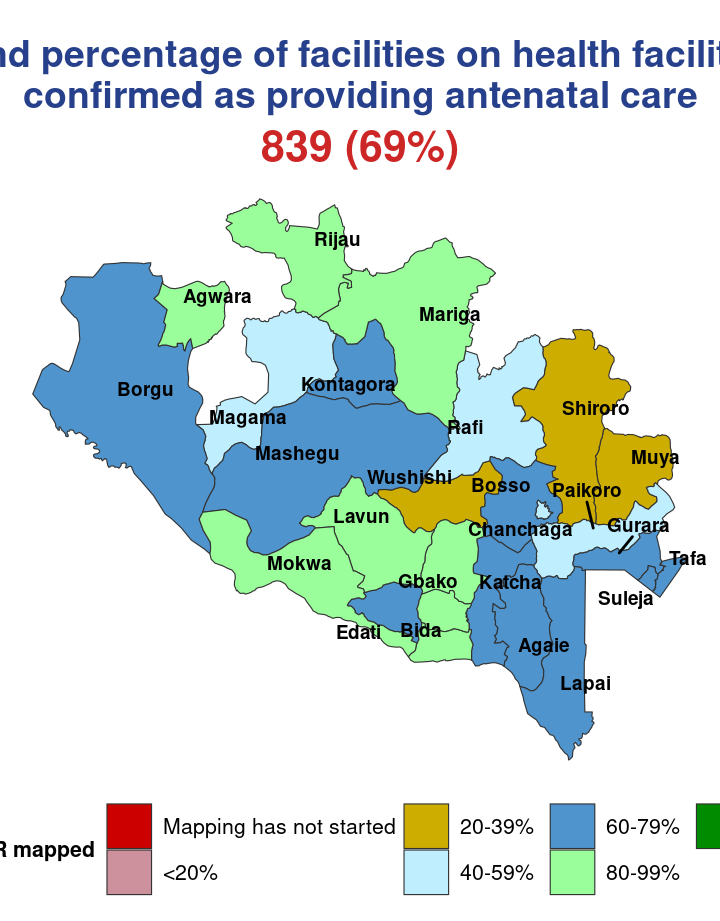 percentage of facilities on health
confirmed as providing antenatal care
839 (69%)
Rijau
Agwara
Mariga
Kontagora
Borgu
Magama
Shiroro
Rafi
Mashegu
Muya
Wushishi
Bosso
Paikoro
Lavun
Gurara
Chanchaga
Tafa
Mokwa
Gbako
Katcha
Suleja
Edati
Bida
Agaie
Lapai
mapped
Mapping has not started
20-39%
60-79%
<20%
40-59%
80-99%